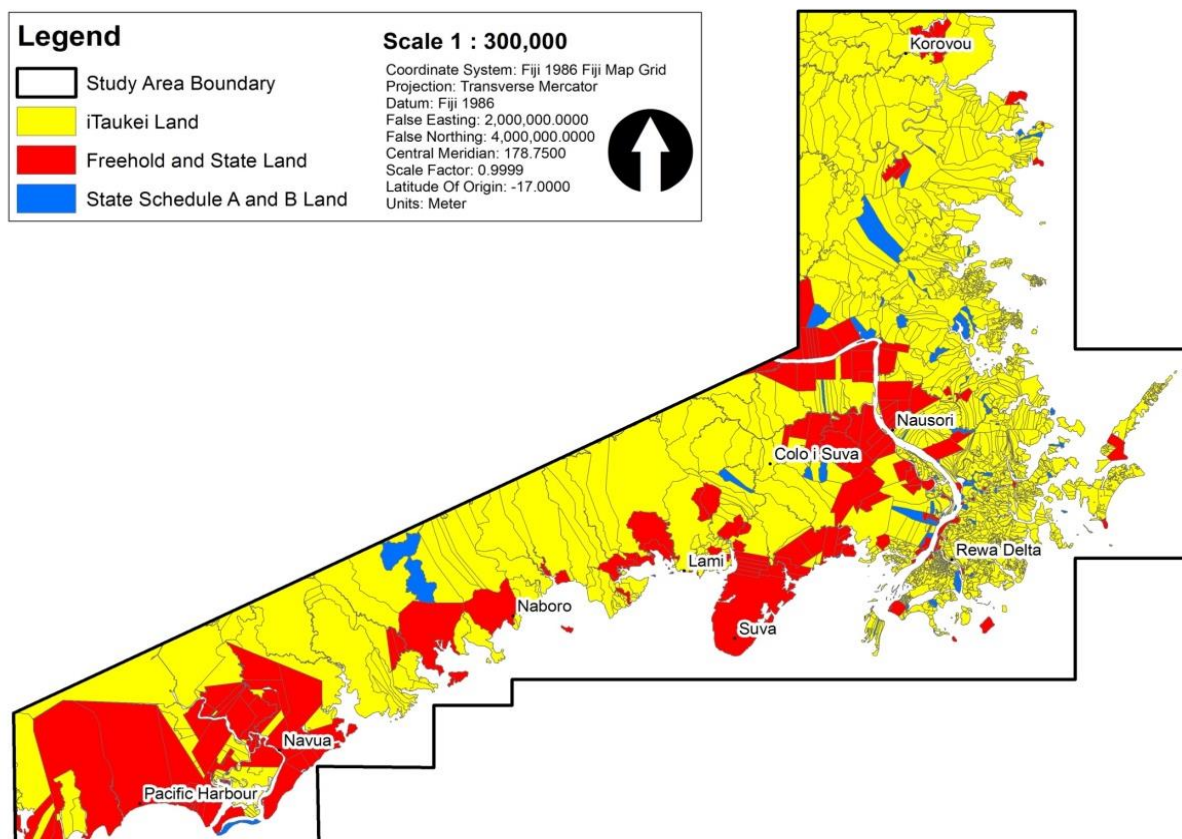 Legend
Study Area Boundary
iTaukei Land
Freehold and State Land
State Schedule A and B Land
Scale 1 : 300,000
Coordinate System: Fiji 1986 Fiji Map Grid
Projection: Transverse Mercator
Datum: Fiji 1986
False Easting: 2,000,000.0000
False Northing: 4,000,000.0000
Central Meridian: 178.7500
Scale Factor: 0.9999
Latitude Of Origin: -17.0000
Units: Meter
Korovou
Nausori
Colo i Suva
Rewa Delta
Lami
Naboro
Suva
Navua
Pacific Harbour